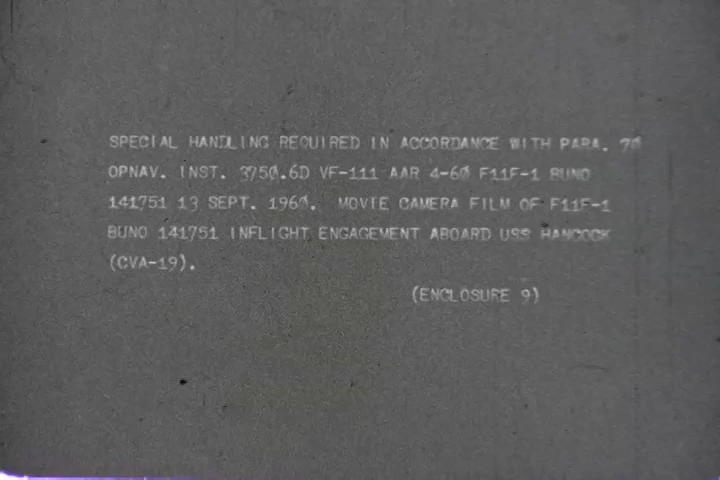 SPECIAL HANDLING REQUIRED IN ACCORDANCE WITH PARA. 70
OPNAV. INST. 3750.6D VF-111 AAR 4-60 F11F-1 BUNO
141751 13 SEPT. 1960. MOVIE CAMERA FILM OF F11F-1
BUNO 141751 INFLIGHT ENGAGEMENT ABOARD USS HANCOCK
(CVA-19).
(ENCLOSURE 9)